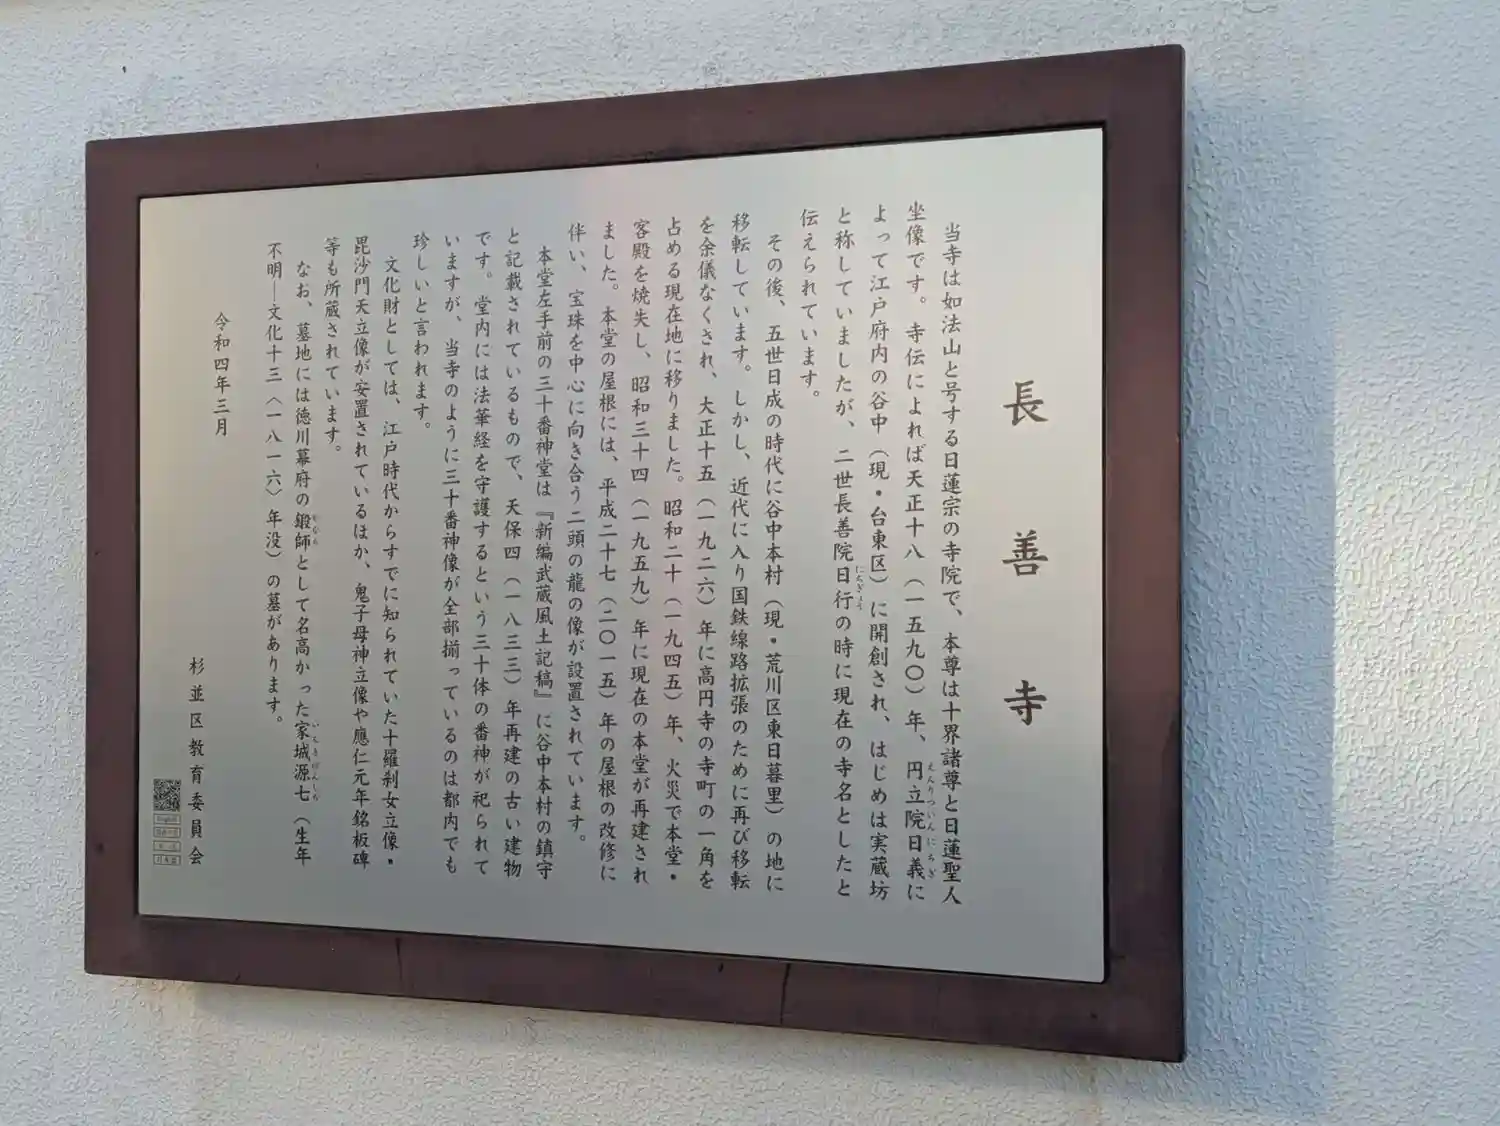 長善寺
当寺は如法山と号する日蓮宗の寺院で、本尊は十界諸尊と日蓮聖人
坐像です。寺伝によれば天正十八（一五九〇）年、円立院日義に
えんりついんにちぎ
よって江戸府内の谷中（現・台東区）に開創され、はじめは実蔵坊
と称していましたが、二世長善院日行の時に現在の寺名としたと
にちぎょう
伝えられています。
その後、五世日成の時代に谷中本村（現・荒川区東日暮里）の地に
移転しています。しかし、近代に入り国鉄線路拡張のために再び移転
を余儀なくされ、大正十五（一九二六）年に高円寺の寺町の一角を
占める現在地に移りました。昭和二十（一九四五）年、火災で本堂・
客殿を焼失し、昭和三十四（一九五九）年に現在の本堂が再建され
ました。本堂の屋根には、平成二十七（二〇一五）年の屋根の改修に
伴い、宝珠を中心に向き合う二頭の龍の像が設置されています。
本堂左手前の三十番神堂は『新編武蔵風土記稿』に谷中本村の鎮守
と記載されているもので、天保四（一八三三）年再建の古い建物
です。堂内には法華経を守護するという三十体の番神が祀られて
いますが、当寺のように三十番神像が全部揃っているのは都内でも
珍しいと言われます。
文化財としては、江戸時代からすでに知られていた十羅刹女立像・
毘沙門天立像が安置されているほか、鬼子母神立像や應仁元年銘板碑
等も所蔵されています。
なお、墓地には徳川幕府の鍛師として名高かった家城源七（生年
いえきげんしち
不明―文化十三〈一八一六〉年没）の墓があります。
令和四年三月
杉並区教育委員会
English